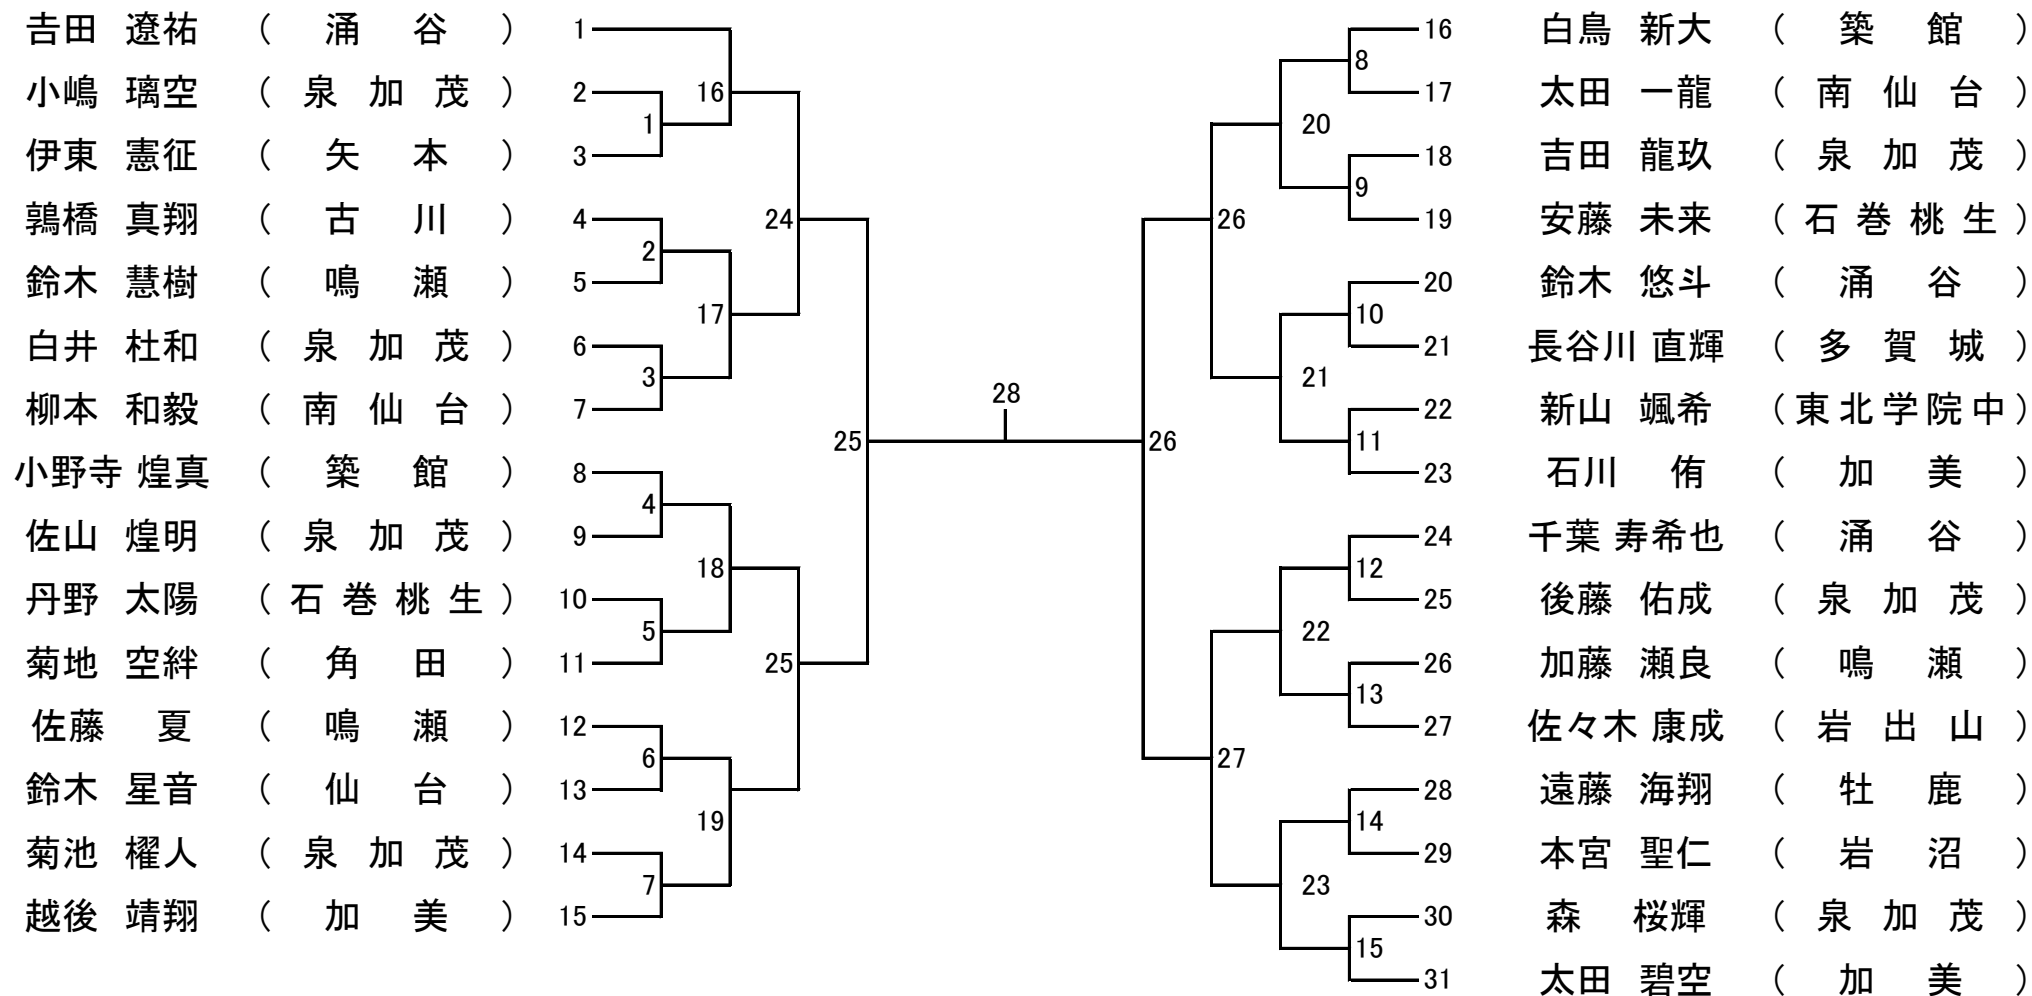 吉田 遼祐 （ 涌 谷 ） 1
小嶋 璃空 （ 泉 加 茂 ） 2
伊東 憲征 （ 矢 本 ） 3
鶉橋 真翔 （ 古 川 ） 4
鈴木 慧樹 （ 鳴 瀬 ） 5
白井 杜和 （ 泉 加 茂 ） 6
柳本 和毅 （ 南 仙 台 ） 7
小野寺 煌真 （ 築 館 ） 8
佐山 煌明 （ 泉 加 茂 ） 9
丹野 太陽 （ 石 巻 桃 生 ） 10
菊地 空絆 （ 角 田 ） 11
佐藤 夏 （ 鳴 瀬 ） 12
鈴木 星音 （ 仙 台 ） 13
菊池 櫂人 （ 泉 加 茂 ） 14
越後 靖翔 （ 加 美 ） 15
1
2
3
4
5
6
7
16
17
18
19
24
25
25
28
26
26
27
20
21
22
23
8
9
10
11
12
13
14
15
16 白鳥 新大 （ 築 館 ）
17 太田 一龍 （ 南 仙 台 ）
18 吉田 龍玖 （ 泉 加 茂 ）
19 安藤 未来 （ 石 巻 桃 生 ）
20 鈴木 悠斗 （ 涌 谷 ）
21 長谷川 直輝 （ 多 賀 城 ）
22 新山 颯希 （ 東 北 学 院 中 ）
23 石川 侑 （ 加 美 ）
24 千葉 寿希也 （ 涌 谷 ）
25 後藤 佑成 （ 泉 加 茂 ）
26 加藤 瀬良 （ 鳴 瀬 ）
27 佐々木 康成 （ 岩 出 山 ）
28 遠藤 海翔 （ 牡 鹿 ）
29 本宮 聖仁 （ 岩 沼 ）
30 森 桜輝 （ 泉 加 茂 ）
31 太田 碧空 （ 加 美 ）